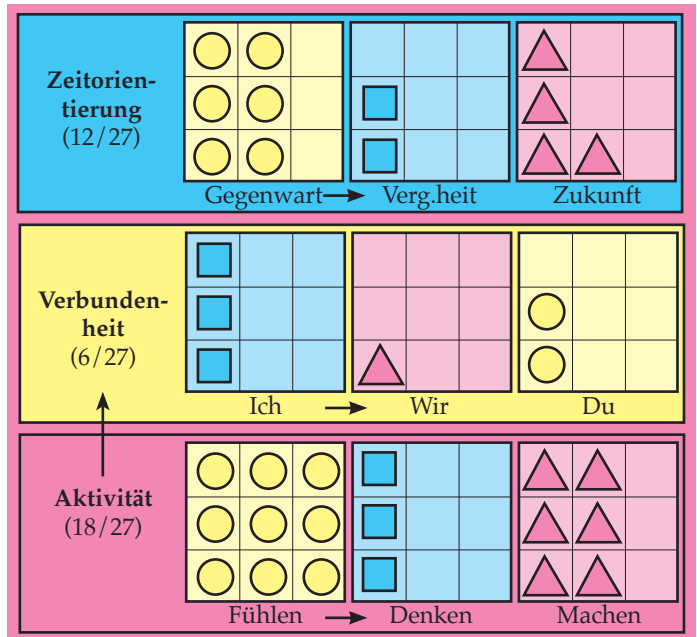 Zeitorien-
tierung
(12/27)
Gegenwart Verg.heit Zukunft
Verbunden-
heit
(6/27)
Ich Wir Du
Aktivität
(18/27)
Fühlen Denken Machen